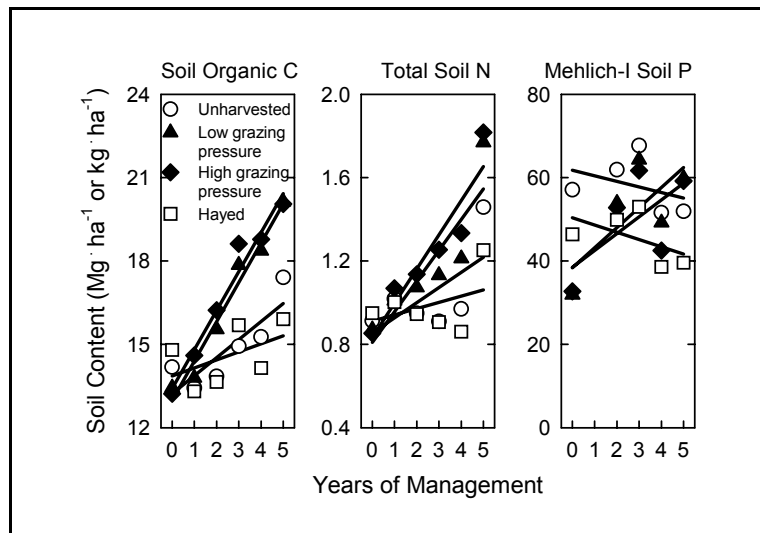 Soil Organic C
Total Soil N
Mehlich-I Soil P
Soil Content (Mg·ha⁻¹ or kg·ha⁻¹)
24
21
18
15
12
Unharvested
Low grazing
pressure
High grazing
pressure
Hayed
0 1 2 3 4 5
2.0
1.6
1.2
0.8
0.4
0 1 2 3 4 5
80
60
40
20
0
0 1 2 3 4 5
Years of Management